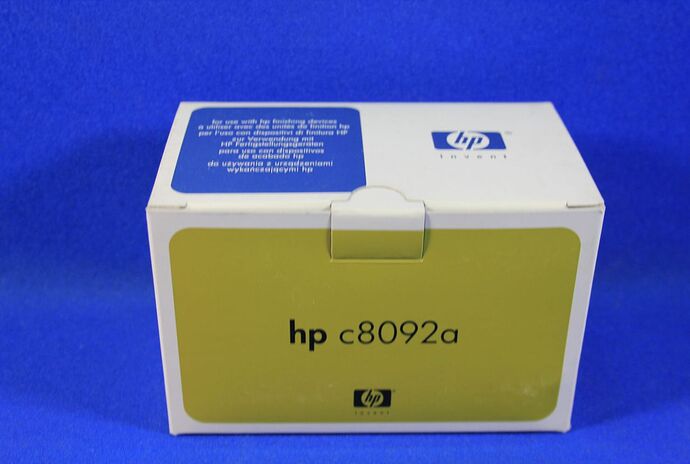 for use with hp finishing devices
a utiliser avec des unités de finition hp
per l'uso con dispositivi di finitura HP
zur Verwendung mit
HP Fertigstellungsgeräten
para uso con dispositivos
de acabado hp
do używania z urządzeniami
wykańczającymi hp
hp
invent
hp c8092a
hp
invent